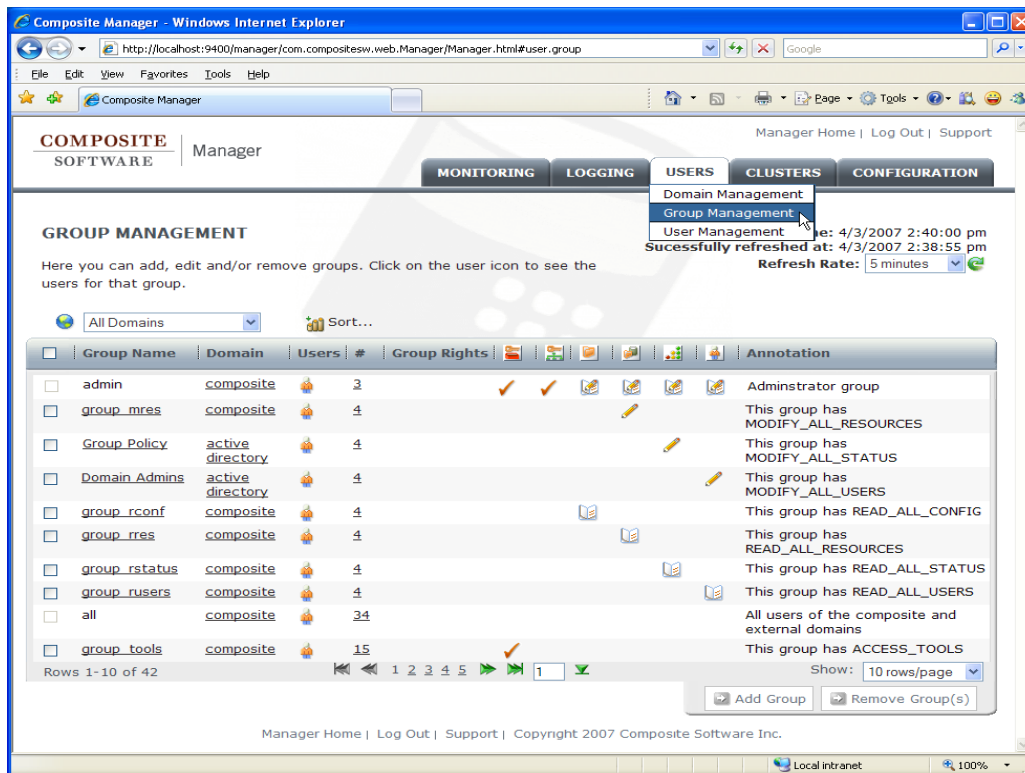 Composite Manager - Windows Internet Explorer
http://localhost:9400/manager/com.compositesw.web.Manager/Manager.html#user.group
Google
File Edit View Favorites Tools Help
Composite Manager
Page Tools
Manager Home | Log Out | Support
COMPOSITE
SOFTWARE
Manager
MONITORING LOGGING USERS CLUSTERS CONFIGURATION
Domain Management
Group Management
User Management
GROUP MANAGEMENT
me: 4/3/2007 2:40:00 pm
Sucessfully refreshed at: 4/3/2007 2:38:55 pm
Refresh Rate: 5 minutes
Here you can add, edit and/or remove groups. Click on the user icon to see the
users for that group.
All Domains Sort...
Group Name Domain Users # Group Rights Annotation
admin composite 3 Adminstrator group
group_mres composite 4 This group has
MODIFY_ALL_RESOURCES
Group Policy active
directory 4 This group has
MODIFY_ALL_STATUS
Domain Admins active
directory 4 This group has
MODIFY_ALL_USERS
group_rconf composite 4 This group has READ_ALL_CONFIG
group_rres composite 4 This group has
READ_ALL_RESOURCES
group_rstatus composite 4 This group has READ_ALL_STATUS
group_rusers composite 4 This group has READ_ALL_USERS
all composite 34 All users of the composite and
external domains
group_tools composite 15 This group has ACCESS_TOOLS
Rows 1-10 of 42 1 2 3 4 5 1 Show: 10 rows/page
Add Group Remove Group(s)
Manager Home | Log Out | Support | Copyright 2007 Composite Software Inc.
Local intranet 100%